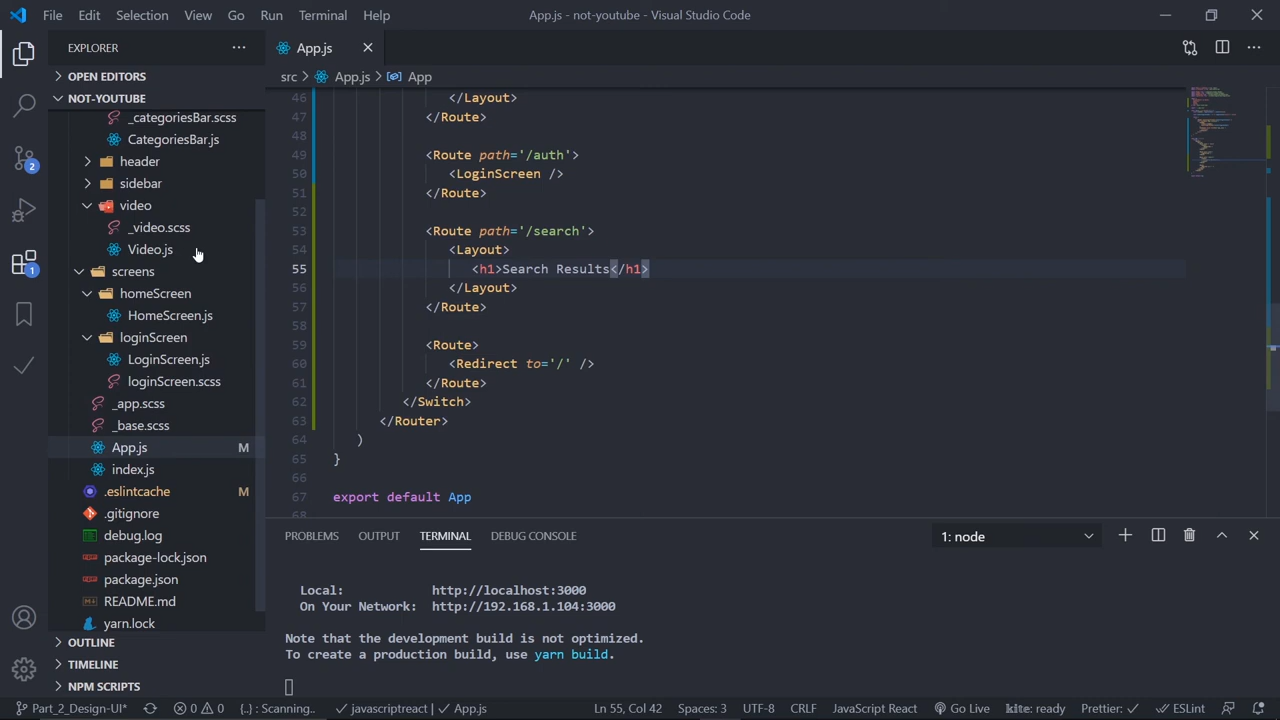 File Edit Selection View Go Run Terminal Help App.js - not-youtube - Visual Studio Code
EXPLORER
OPEN EDITORS
NOT-YOUTUBE
_categoriesBar.scss
CategoriesBar.js
header
sidebar
video
_video.scss
Video.js
screens
homeScreen
HomeScreen.js
loginScreen
LoginScreen.js
loginScreen.scss
_app.scss
_base.scss
App.js M
index.js
.eslintcache M
.gitignore
debug.log
package-lock.json
package.json
README.md
yarn.lock
OUTLINE
TIMELINE
NPM SCRIPTS
2
1
App.js
src > App.js > App
46 </Layout>
47 </Route>
48
49 <Route path='/auth'>
50 <LoginScreen />
51 </Route>
52
53 <Route path='/search'>
54 <Layout>
55 <h1>Search Results</h1>
56 </Layout>
57 </Route>
58
59 <Route>
60 <Redirect to='/' />
61 </Route>
62 </Switch>
63 </Router>
64 )
65 }
66
67 export default App
68
PROBLEMS OUTPUT TERMINAL DEBUG CONSOLE 1: node
Local: http://localhost:3000
On Your Network: http://192.168.1.104:3000
Note that the development build is not optimized.
To create a production build, use yarn build.
Part_2_Design-UI* 0 0 {..} : Scanning.. javascriptreact | App.js Ln 55, Col 42 Spaces: 3 UTF-8 CRLF JavaScript React Go Live kite: ready Prettier: ESLint